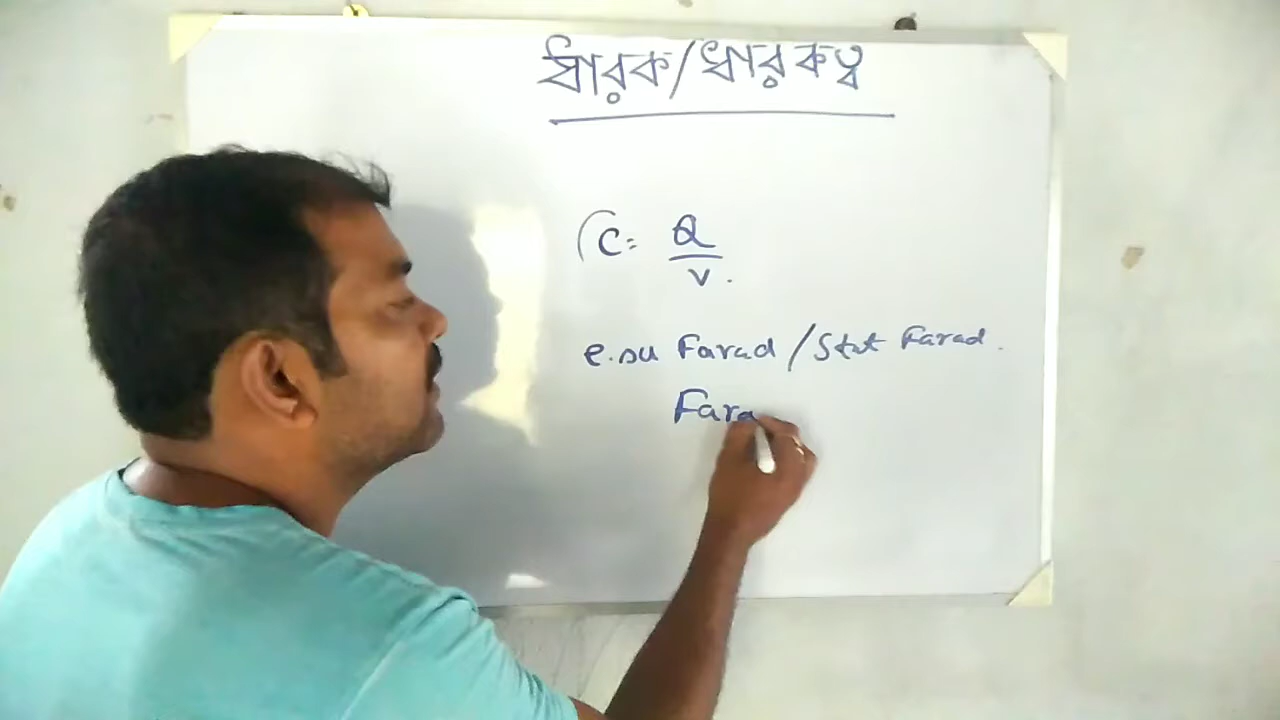 ধারক/ধারকত্ব
C = Q
V.
e.su Farad / Stat Farad.
Fara